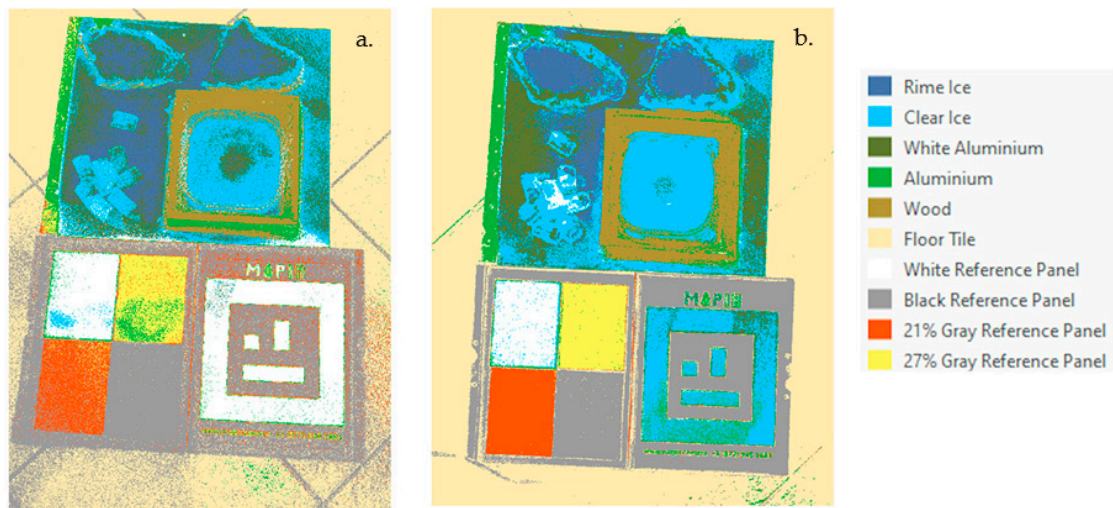 a.
b.
Rime Ice
Clear Ice
White Aluminium
Aluminium
Wood
Floor Tile
White Reference Panel
Black Reference Panel
21% Gray Reference Panel
27% Gray Reference Panel